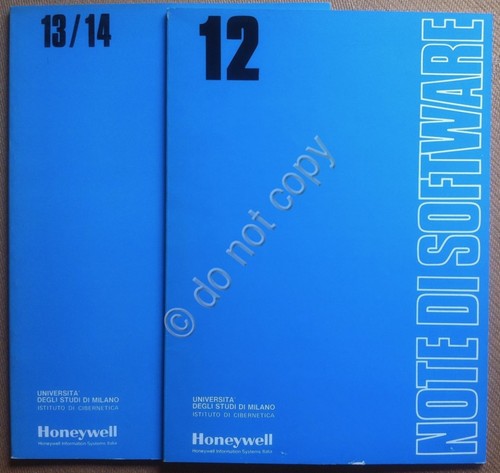 13/14
UNIVERSITA'
DEGLI STUDI DI MILANO
ISTITUTO DI CIBERNETICA
Honeywell
Honeywell Information Systems Italia
12
NOTE DI SOFTWARE
UNIVERSITA'
DEGLI STUDI DI MILANO
ISTITUTO DI CIBERNETICA
Honeywell
Honeywell Information Systems Italia
© do not copy